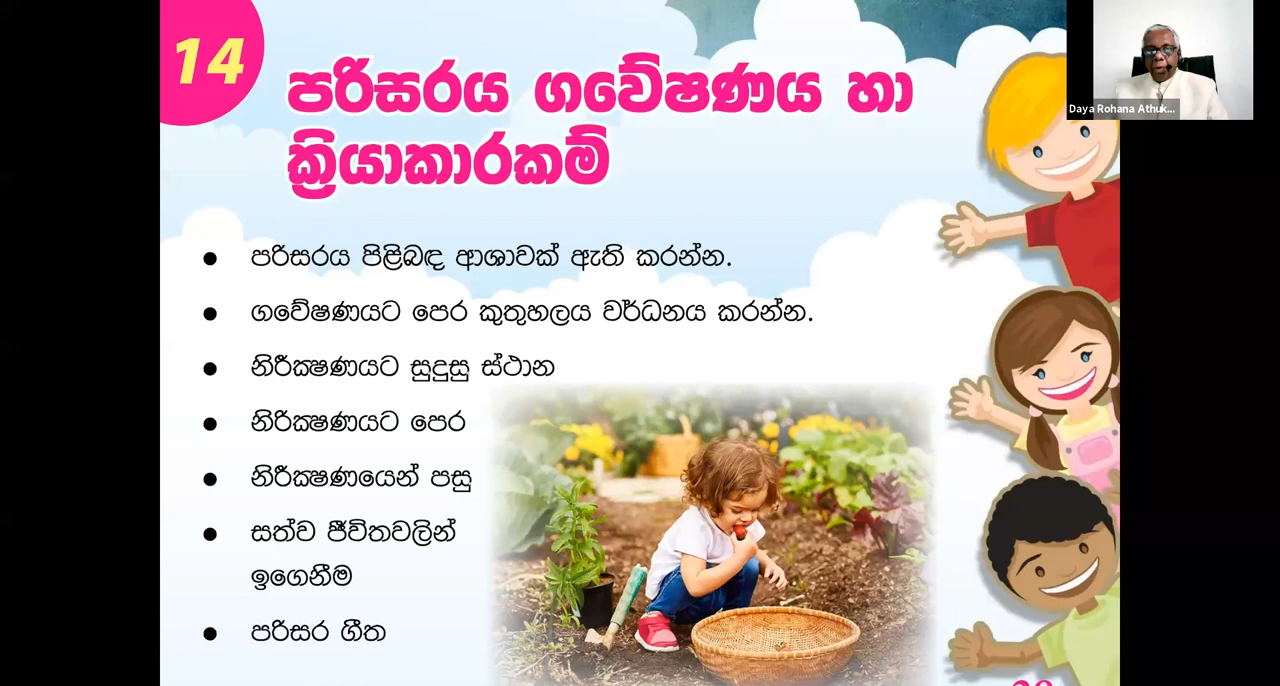 14
පරිසරය ගවේෂණය හා
ක්‍රියාකාරකම්
Daya Rohana Athuk...
● පරිසරය පිළිබඳ ආශාවක් ඇති කරන්න.
● ගවේෂණයට පෙර කුතුහලය වර්ධනය කරන්න.
● නිරීක්ෂණයට සුදුසු ස්ථාන
● නිරික්ෂණයට පෙර
● නිරීක්ෂණයෙන් පසු
● සත්ව ජීවිතවලින්
ඉගෙනීම
● පරිසර ගීත